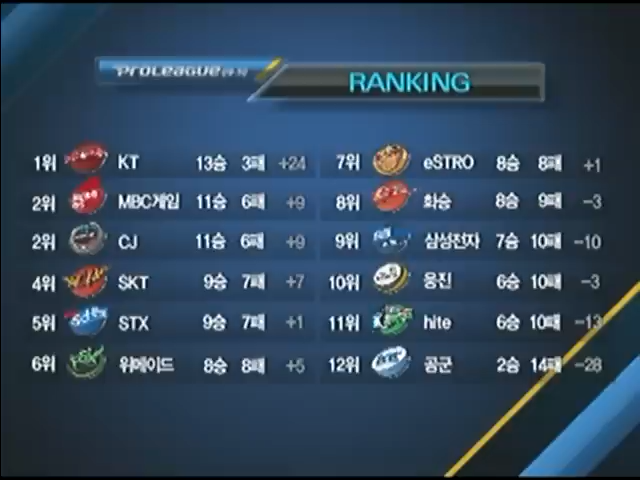 PROLEAGUE 09-10
RANKING
1위 KT 13승 3패 +24
2위 MBC게임 11승 6패 +9
2위 CJ 11승 6패 +9
4위 SKT 9승 7패 +7
5위 STX 9승 7패 +1
6위 위메이드 8승 8패 +5
7위 eSTRO 8승 8패 +1
8위 화승 8승 9패 -3
9위 삼성전자 7승 10패 -10
10위 웅진 6승 10패 -3
11위 hite 6승 10패 -13
12위 공군 2승 14패 -28